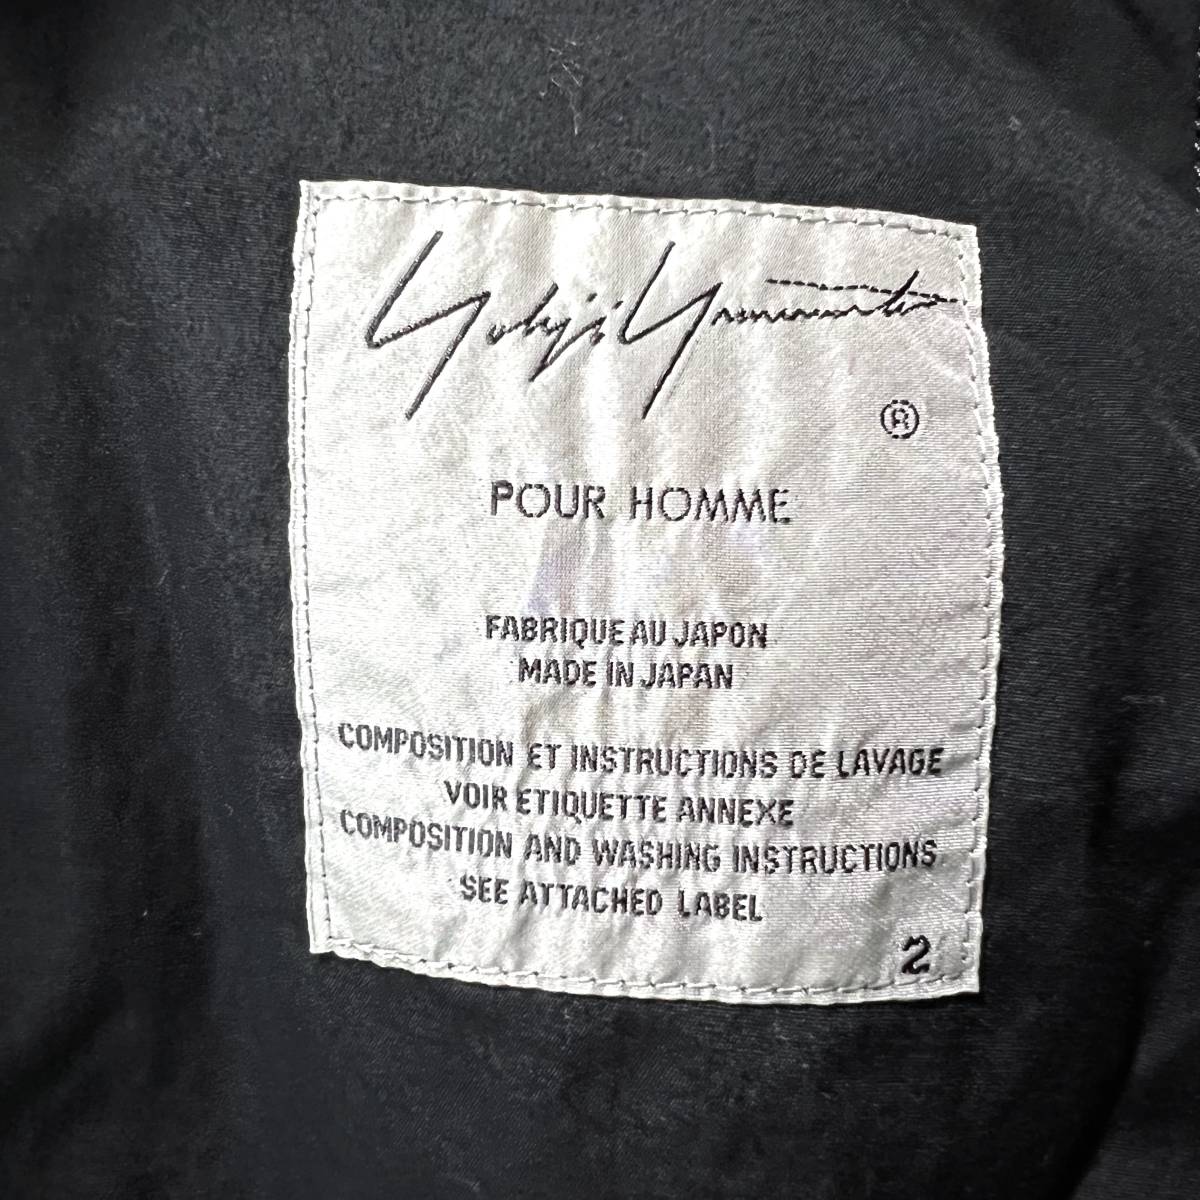 Yohji Yamamoto
®
POUR HOMME
FABRIQUE AU JAPON
MADE IN JAPAN
COMPOSITION ET INSTRUCTIONS DE LAVAGE
VOIR ETIQUETTE ANNEXE
COMPOSITION AND WASHING INSTRUCTIONS
SEE ATTACHED LABEL
2